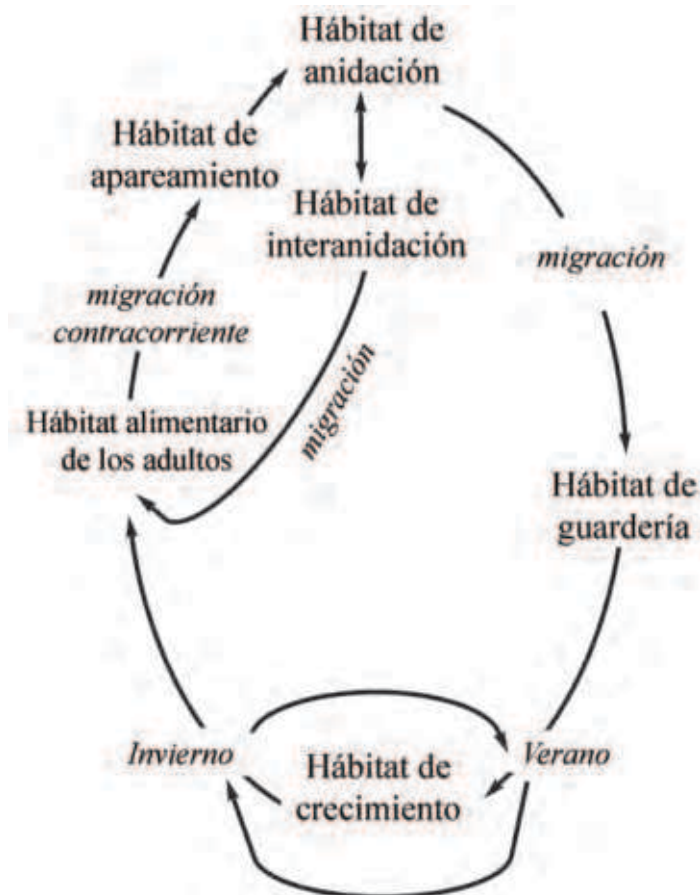 Hábitat de
anidación
Hábitat de
apareamiento
Hábitat de
interanidación
migración
migración
contracorriente
migración
Hábitat alimentario
de los adultos
Hábitat de
guardería
Invierno
Hábitat de
crecimiento
Verano